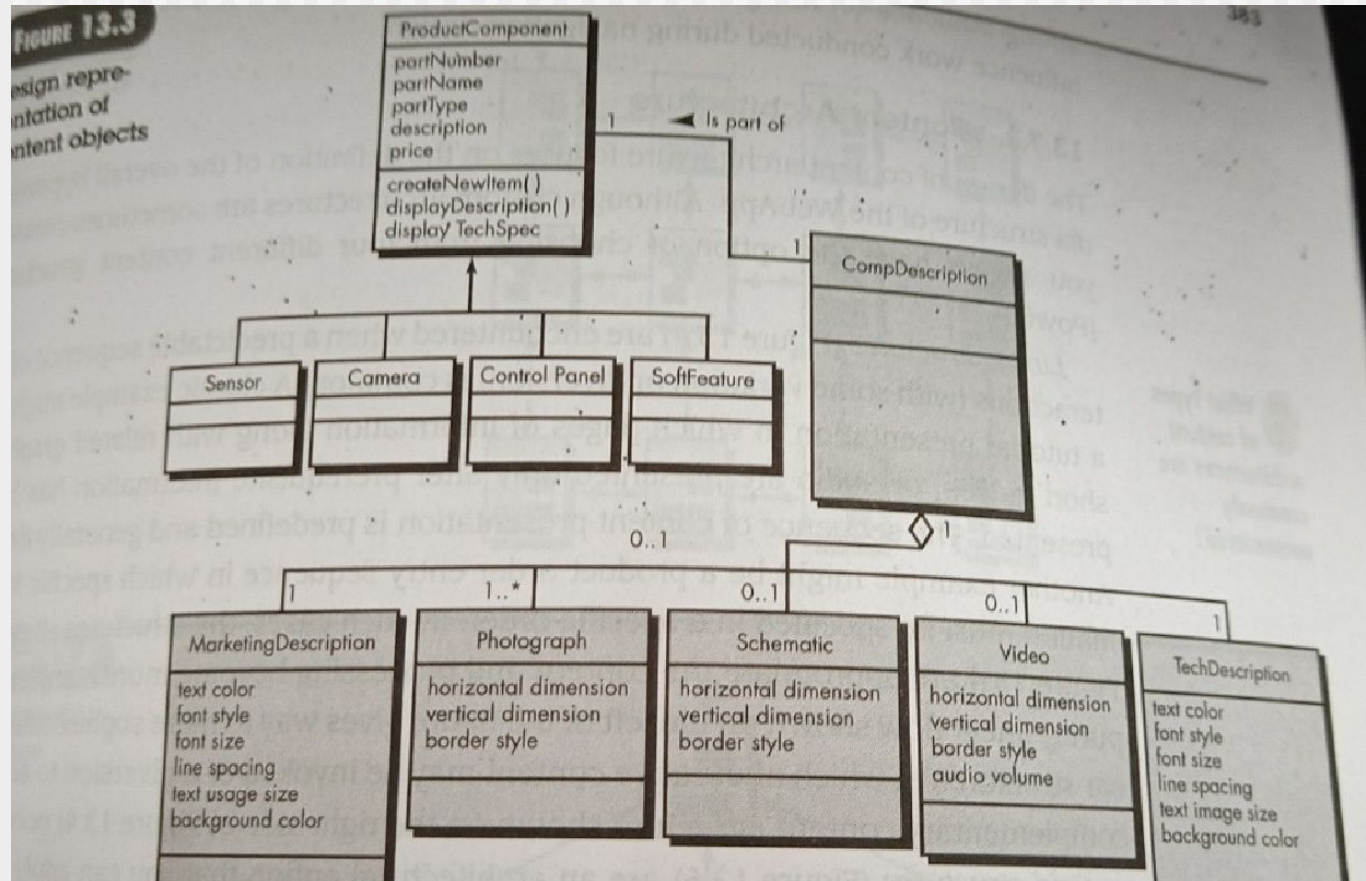 FIGURE 13.3
esign repre-
ntation of
ntent objects
383
ProductComponent
partNumber
partName
partType
description
price
createNewItem( )
displayDescription( )
display TechSpec
1
Is part of
1
CompDescription
Sensor
Camera
Control Panel
SoftFeature
1
0..1
1
1..*
0..1
0..1
1
MarketingDescription
text color
font style
font size
line spacing
text usage size
background color
Photograph
horizontal dimension
vertical dimension
border style
Schematic
horizontal dimension
vertical dimension
border style
Video
horizontal dimension
vertical dimension
border style
audio volume
TechDescription
text color
font style
font size
line spacing
text image size
background color